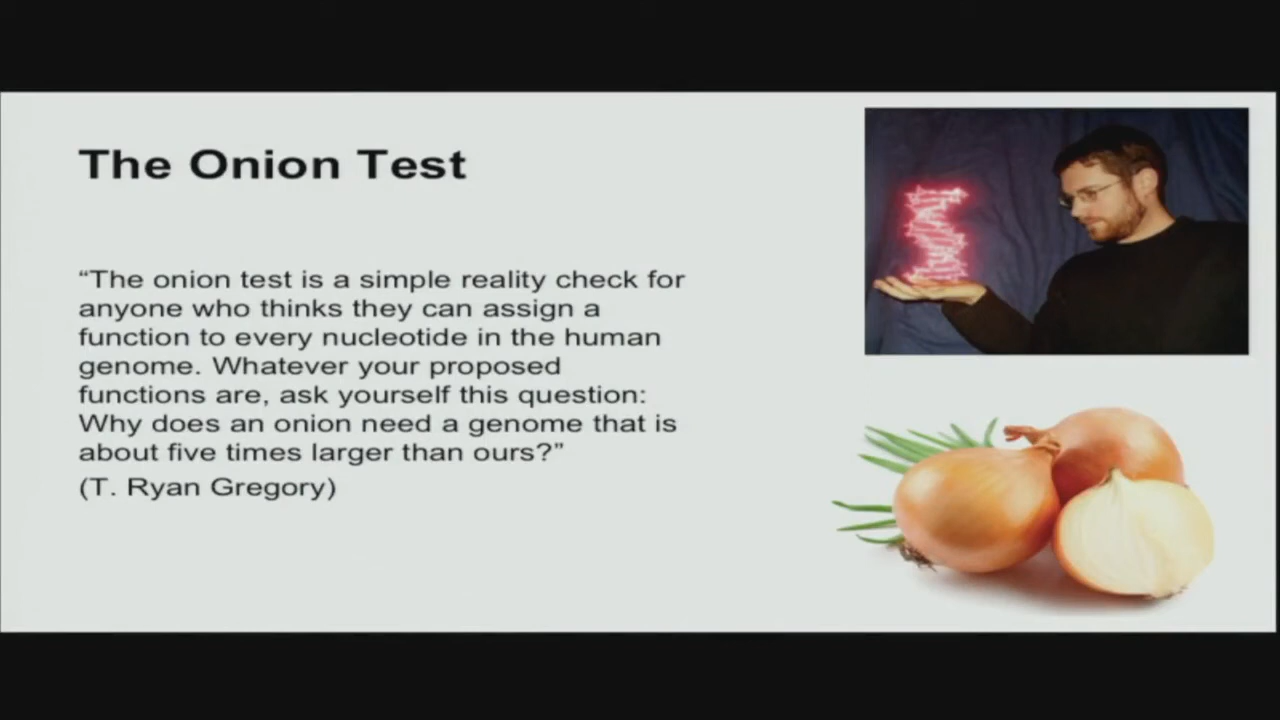 The Onion Test
“The onion test is a simple reality check for
anyone who thinks they can assign a
function to every nucleotide in the human
genome. Whatever your proposed
functions are, ask yourself this question:
Why does an onion need a genome that is
about five times larger than ours?”
(T. Ryan Gregory)